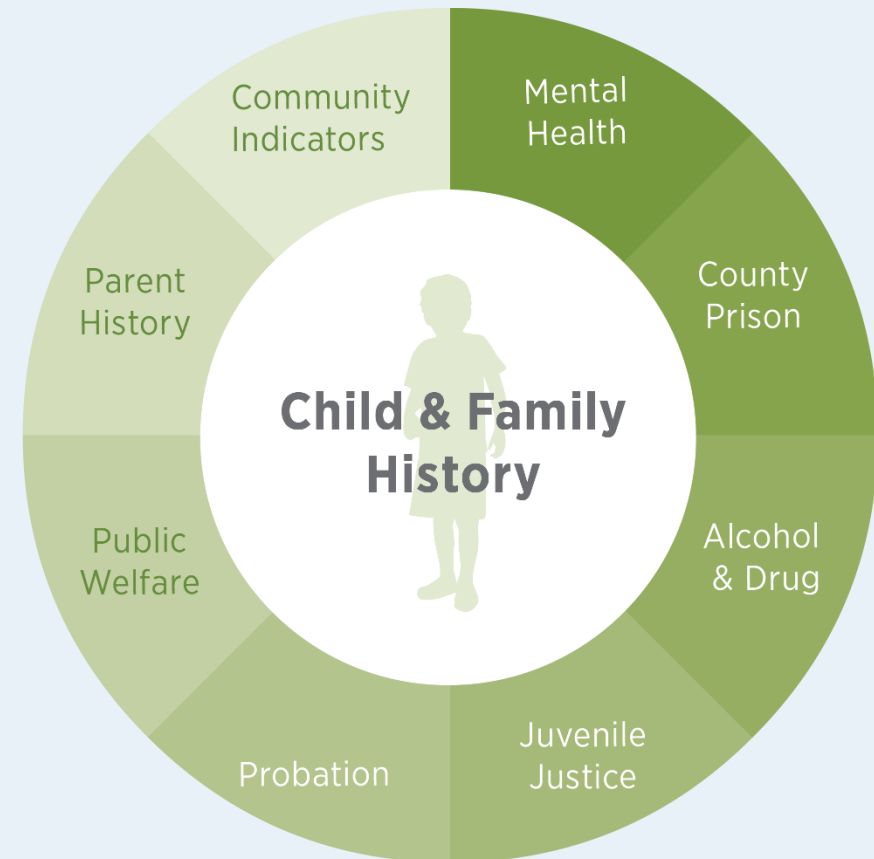 Community
Indicators
Mental
Health
Parent
History
County
Prison
Child & Family
History
Public
Welfare
Alcohol
& Drug
Probation
Juvenile
Justice